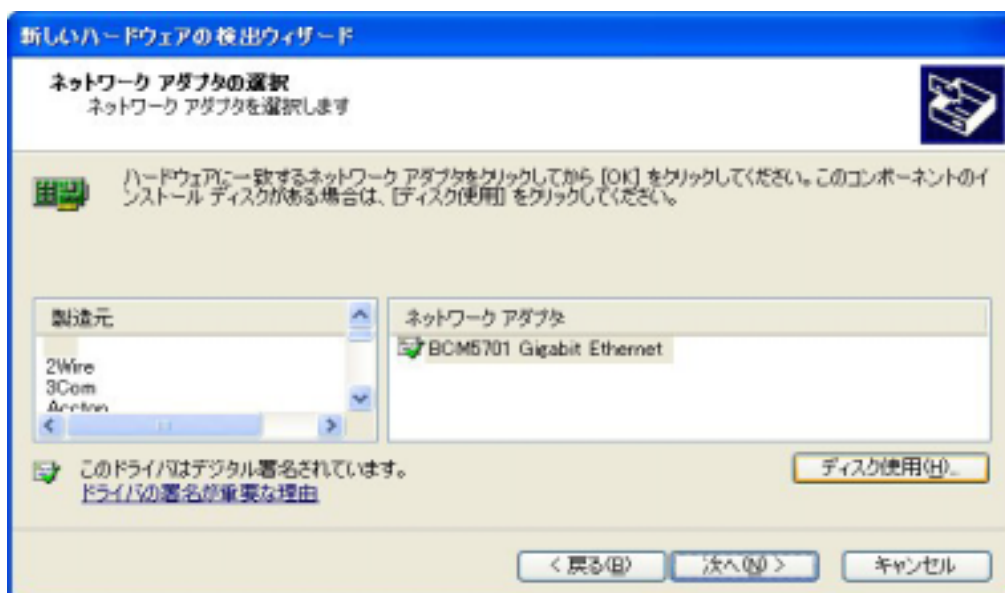 新しいハードウェアの検出ウィザード
ネットワーク アダプタの選択
ネットワーク アダプタを選択します
ハードウェアに一致するネットワーク アダプタをクリックしてから [OK] をクリックしてください。このコンポーネントのイ
ンストール ディスクがある場合は、[ディスク使用] をクリックしてください。
製造元
2Wire
3Com
Accton
ネットワーク アダプタ
BCM5701 Gigabit Ethernet
このドライバはデジタル署名されています。
ドライバの署名が重要な理由
ディスク使用(H)...
< 戻る(B)
次へ(N) >
キャンセル